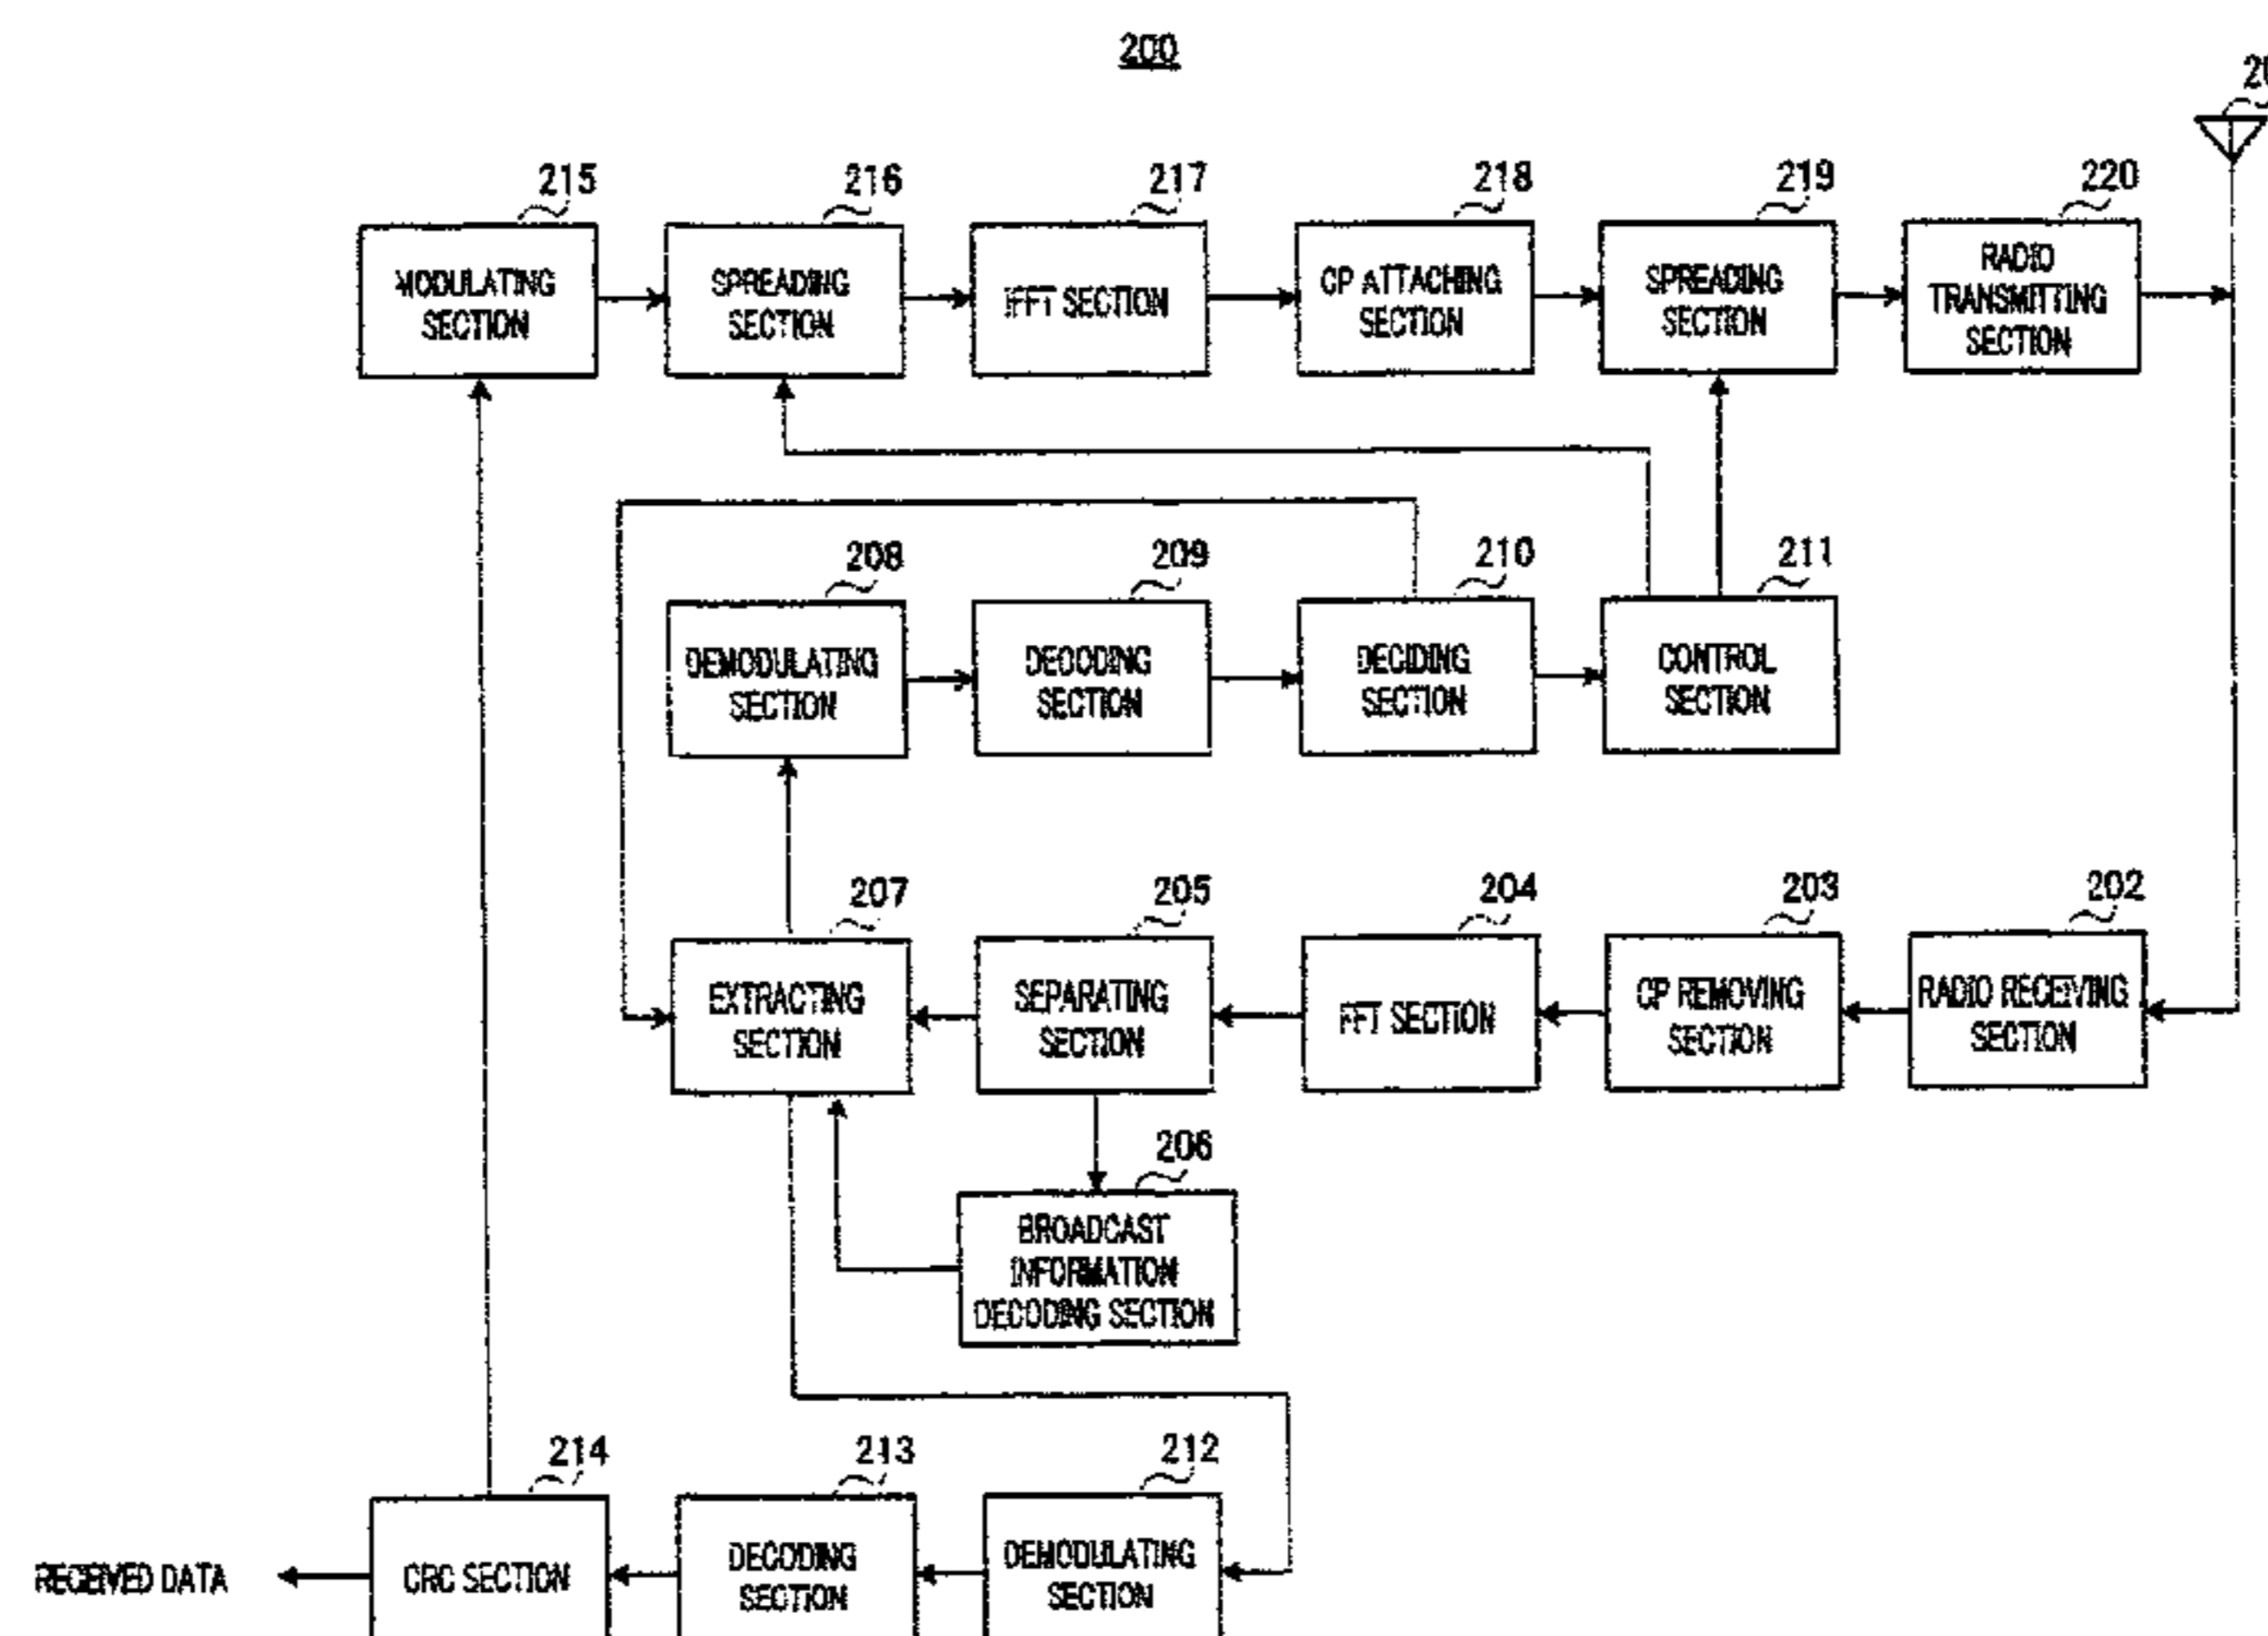 200
215
216
217
218
219
220
MODULATING
SECTION
SPREADING
SECTION
IFFT SECTION
CP ATTACHING
SECTION
SPREADING
SECTION
RADIO
TRANSMITTING
SECTION
208
209
210
211
DEMODULATING
SECTION
DECODING
SECTION
DECIDING
SECTION
CONTROL
SECTION
207
205
204
203
202
EXTRACTING
SECTION
SEPARATING
SECTION
FFT SECTION
CP REMOVING
SECTION
RADIO RECEIVING
SECTION
206
BROADCAST
INFORMATION
DECODING SECTION
214
213
212
RECEIVED DATA
CRC SECTION
DECODING
SECTION
DEMODULATING
SECTION